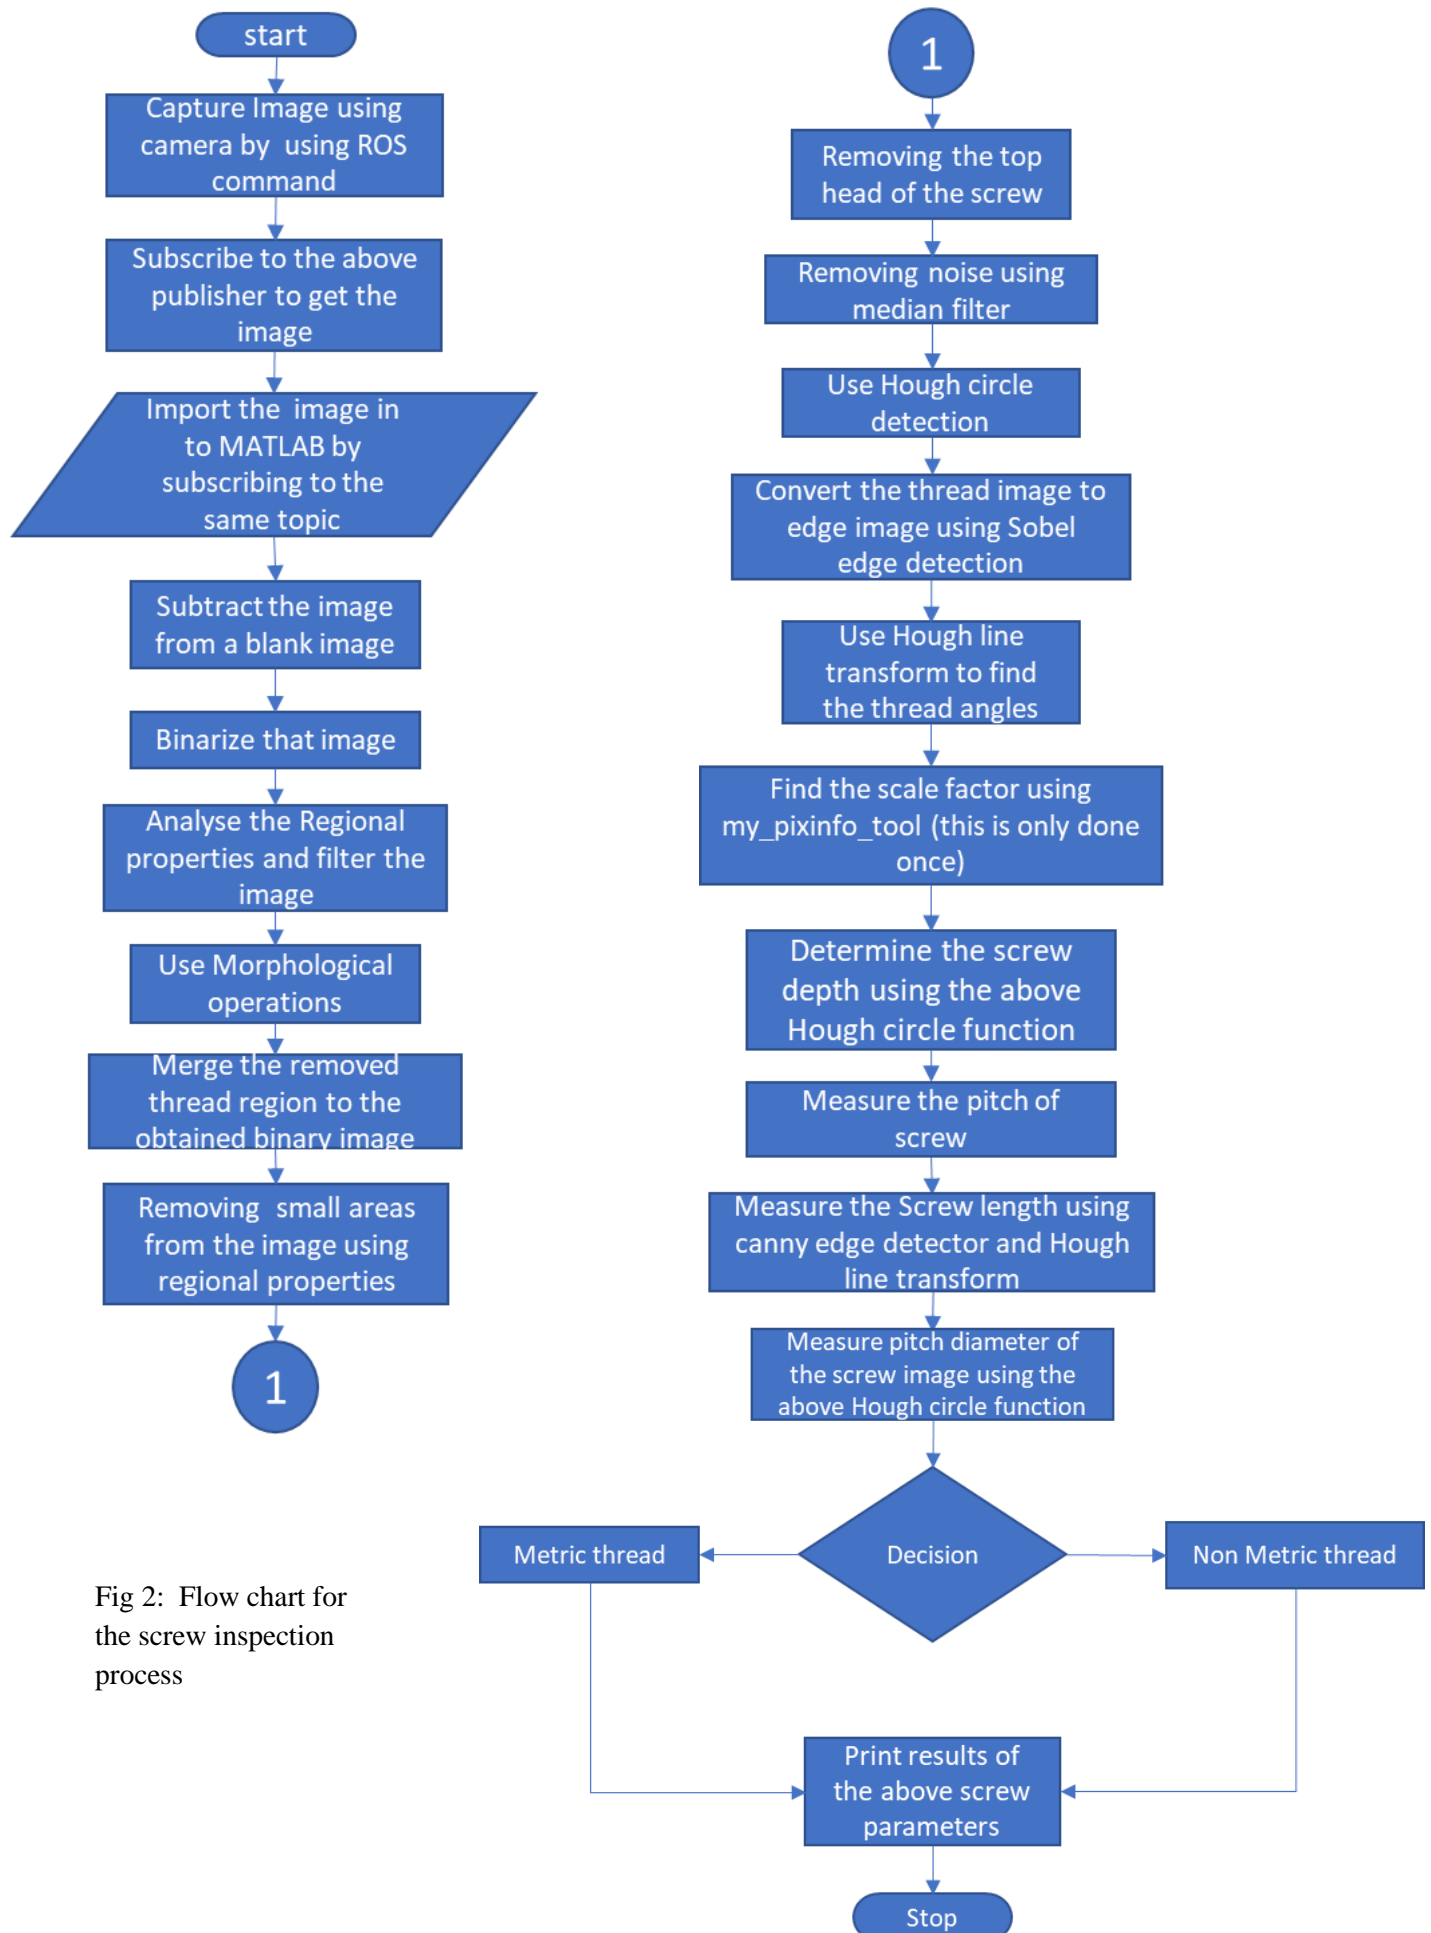 start
Capture Image using
camera by using ROS
command
Subscribe to the above
publisher to get the
image
Import the image in
to MATLAB by
subscribing to the
same topic
Subtract the image
from a blank image
Binarize that image
Analyse the Regional
properties and filter the
image
Use Morphological
operations
Merge the removed
thread region to the
obtained binary image
Removing small areas
from the image using
regional properties
1
1
Removing the top
head of the screw
Removing noise using
median filter
Use Hough circle
detection
Convert the thread image to
edge image using Sobel
edge detection
Use Hough line
transform to find
the thread angles
Find the scale factor using
my_pixinfo_tool (this is only done
once)
Determine the screw
depth using the above
Hough circle function
Measure the pitch of
screw
Measure the Screw length using
canny edge detector and Hough
line transform
Measure pitch diameter of
the screw image using the
above Hough circle function
Decision
Metric thread
Non Metric thread
Print results of
the above screw
parameters
Stop
Fig 2: Flow chart for
the screw inspection
process